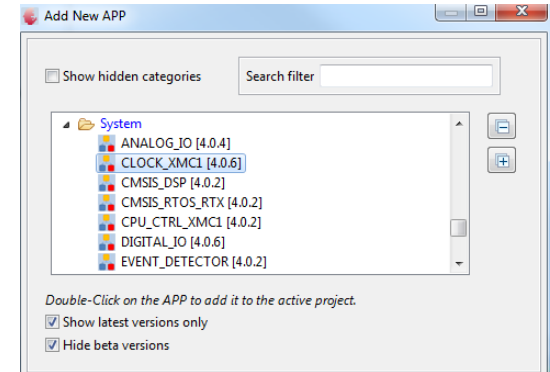 Add New APP
Show hidden categories Search filter
System
ANALOG_IO [4.0.4]
CLOCK_XMC1 [4.0.6]
CMSIS_DSP [4.0.2]
CMSIS_RTOS_RTX [4.0.2]
CPU_CTRL_XMC1 [4.0.2]
DIGITAL_IO [4.0.6]
EVENT_DETECTOR [4.0.2]
Double-Click on the APP to add it to the active project.
Show latest versions only
Hide beta versions